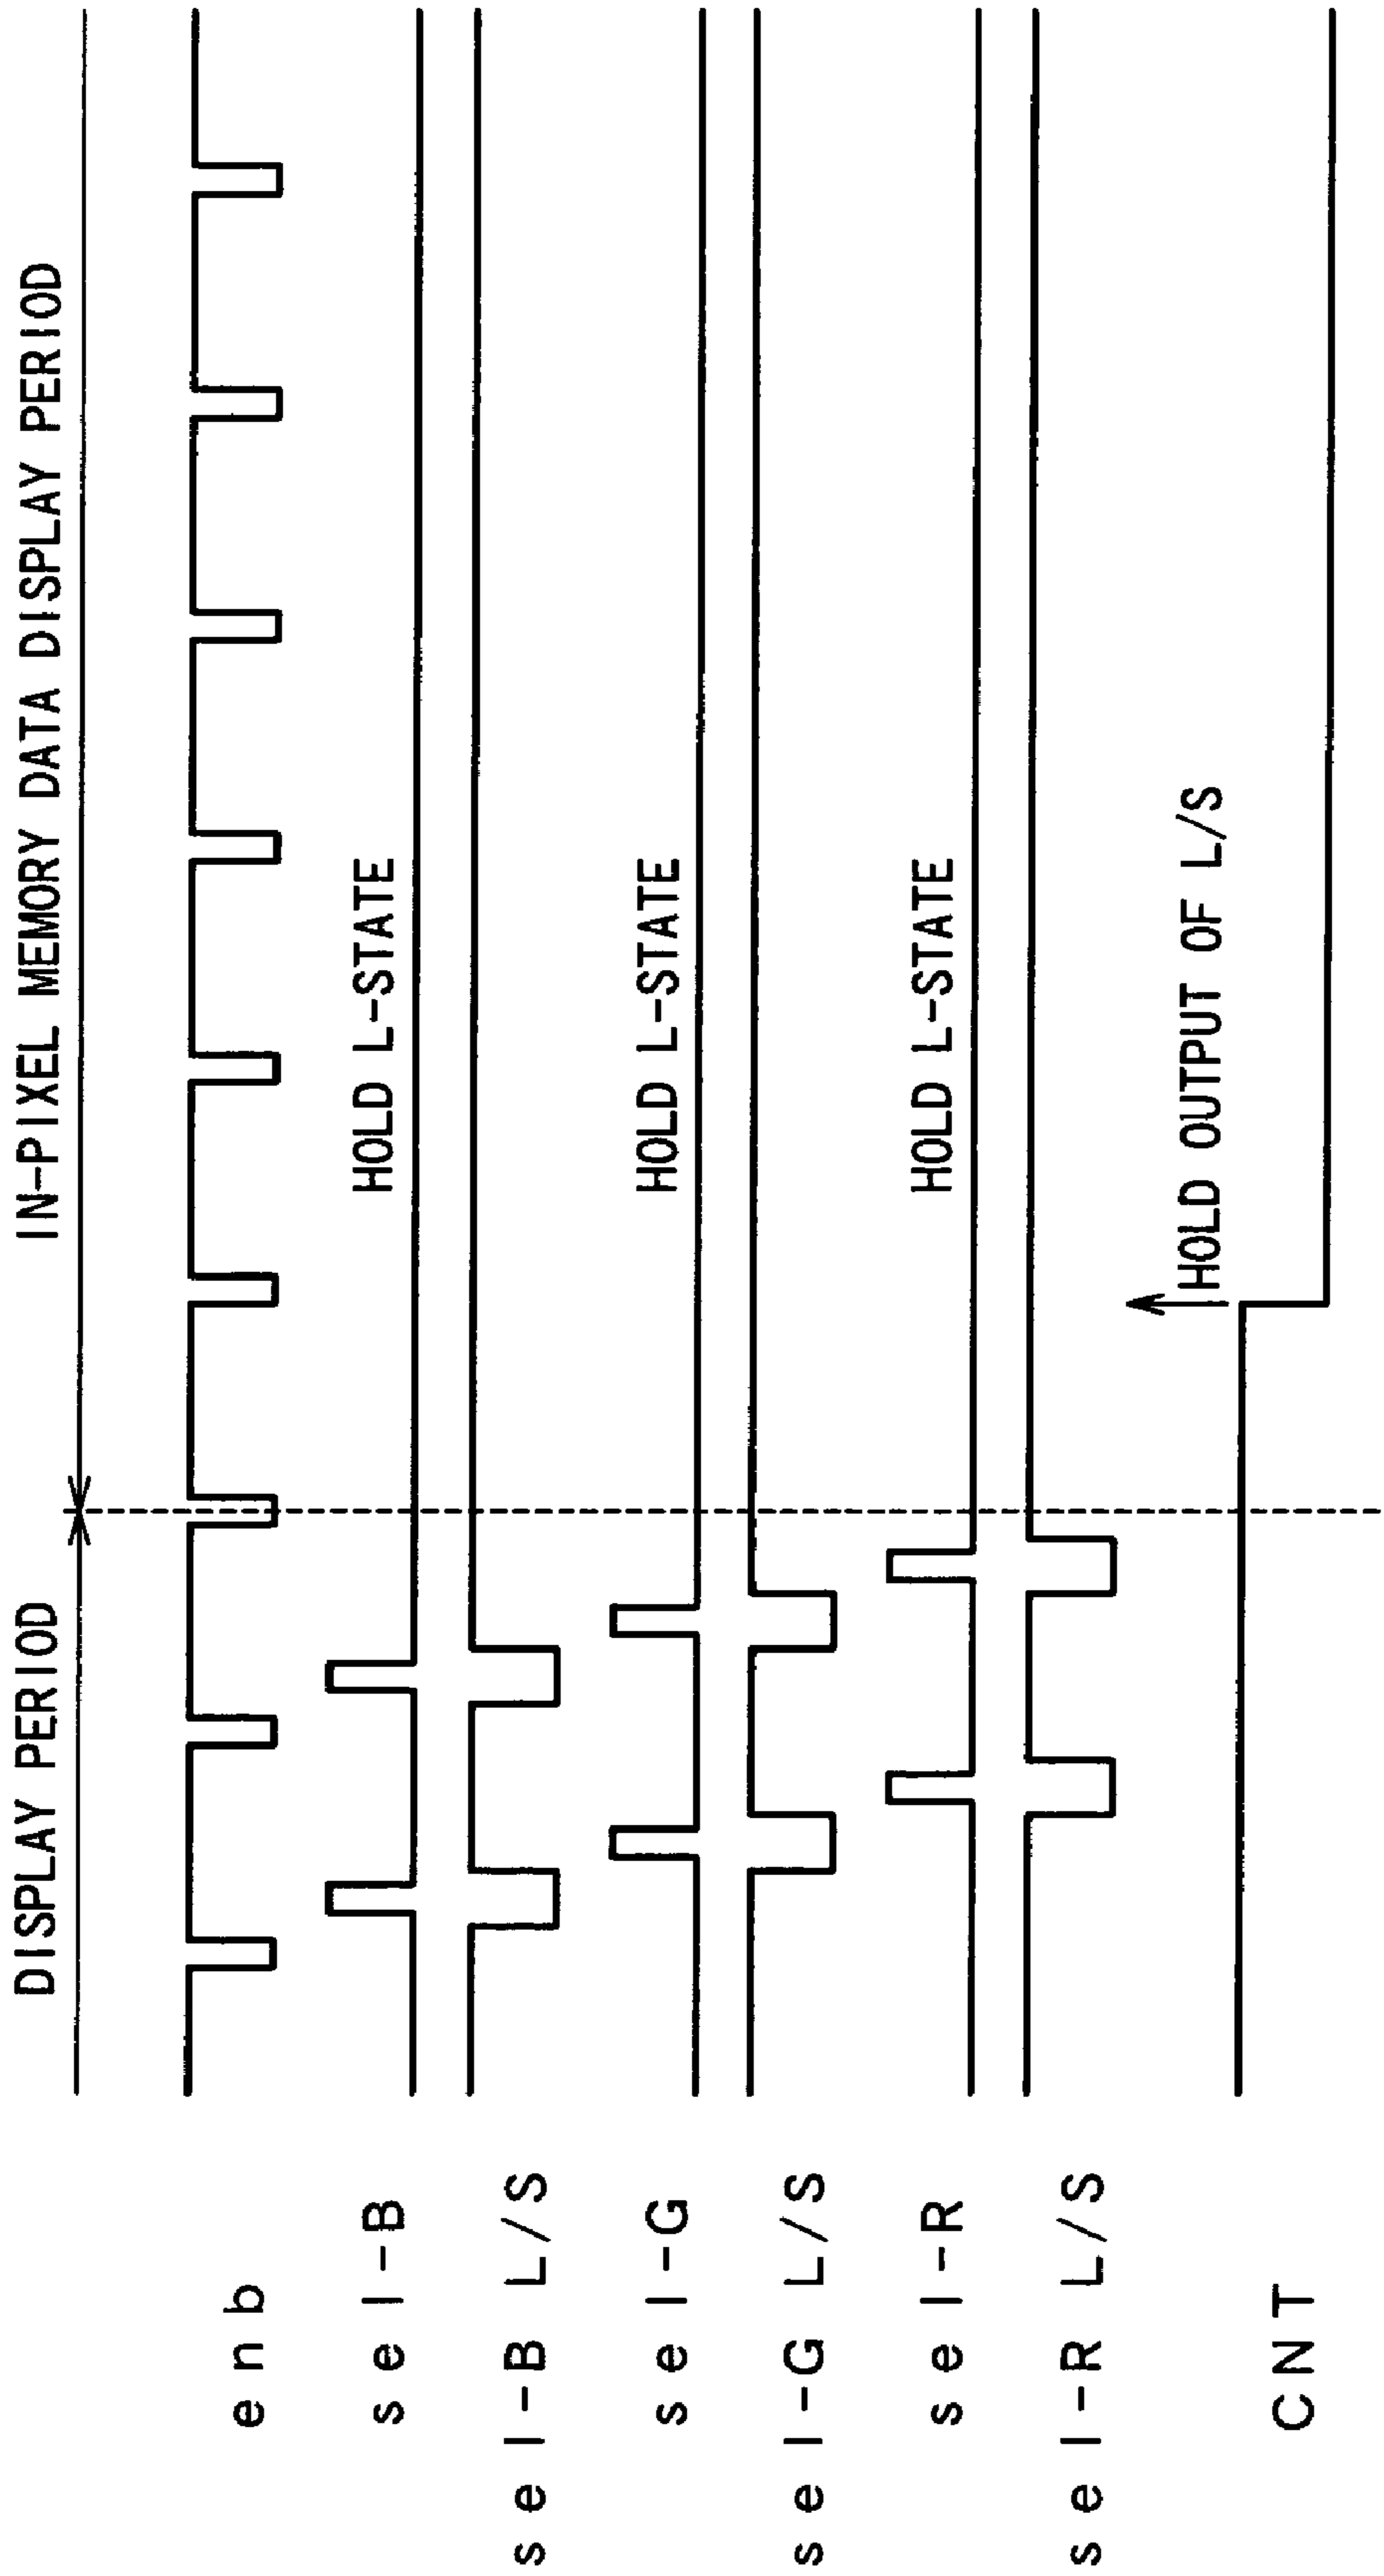 DISPLAY PERIOD
IN-PIXEL MEMORY DATA DISPLAY PERIOD
enb
sel-B
HOLD L-STATE
sel-B L/S
sel-G
HOLD L-STATE
sel-G L/S
sel-R
HOLD L-STATE
sel-R L/S
HOLD OUTPUT OF L/S
CNT